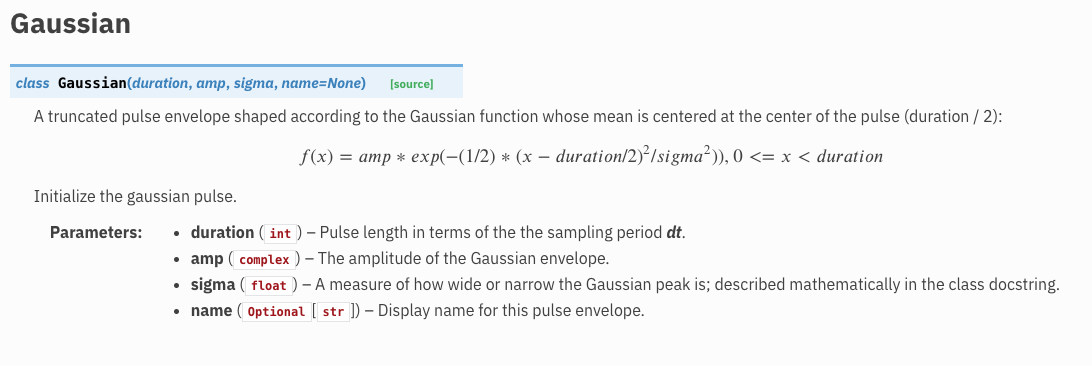 Gaussian
class Gaussian(duration, amp, sigma, name=None) [source]
A truncated pulse envelope shaped according to the Gaussian function whose mean is centered at the center of the pulse (duration / 2):
f(x) = amp ∗ exp(−(1/2) ∗ (x − duration/2)²/sigma²)), 0 <= x < duration
Initialize the gaussian pulse.
Parameters: • duration (int) – Pulse length in terms of the the sampling period dt.
• amp (complex) – The amplitude of the Gaussian envelope.
• sigma (float) – A measure of how wide or narrow the Gaussian peak is; described mathematically in the class docstring.
• name (Optional[str]) – Display name for this pulse envelope.